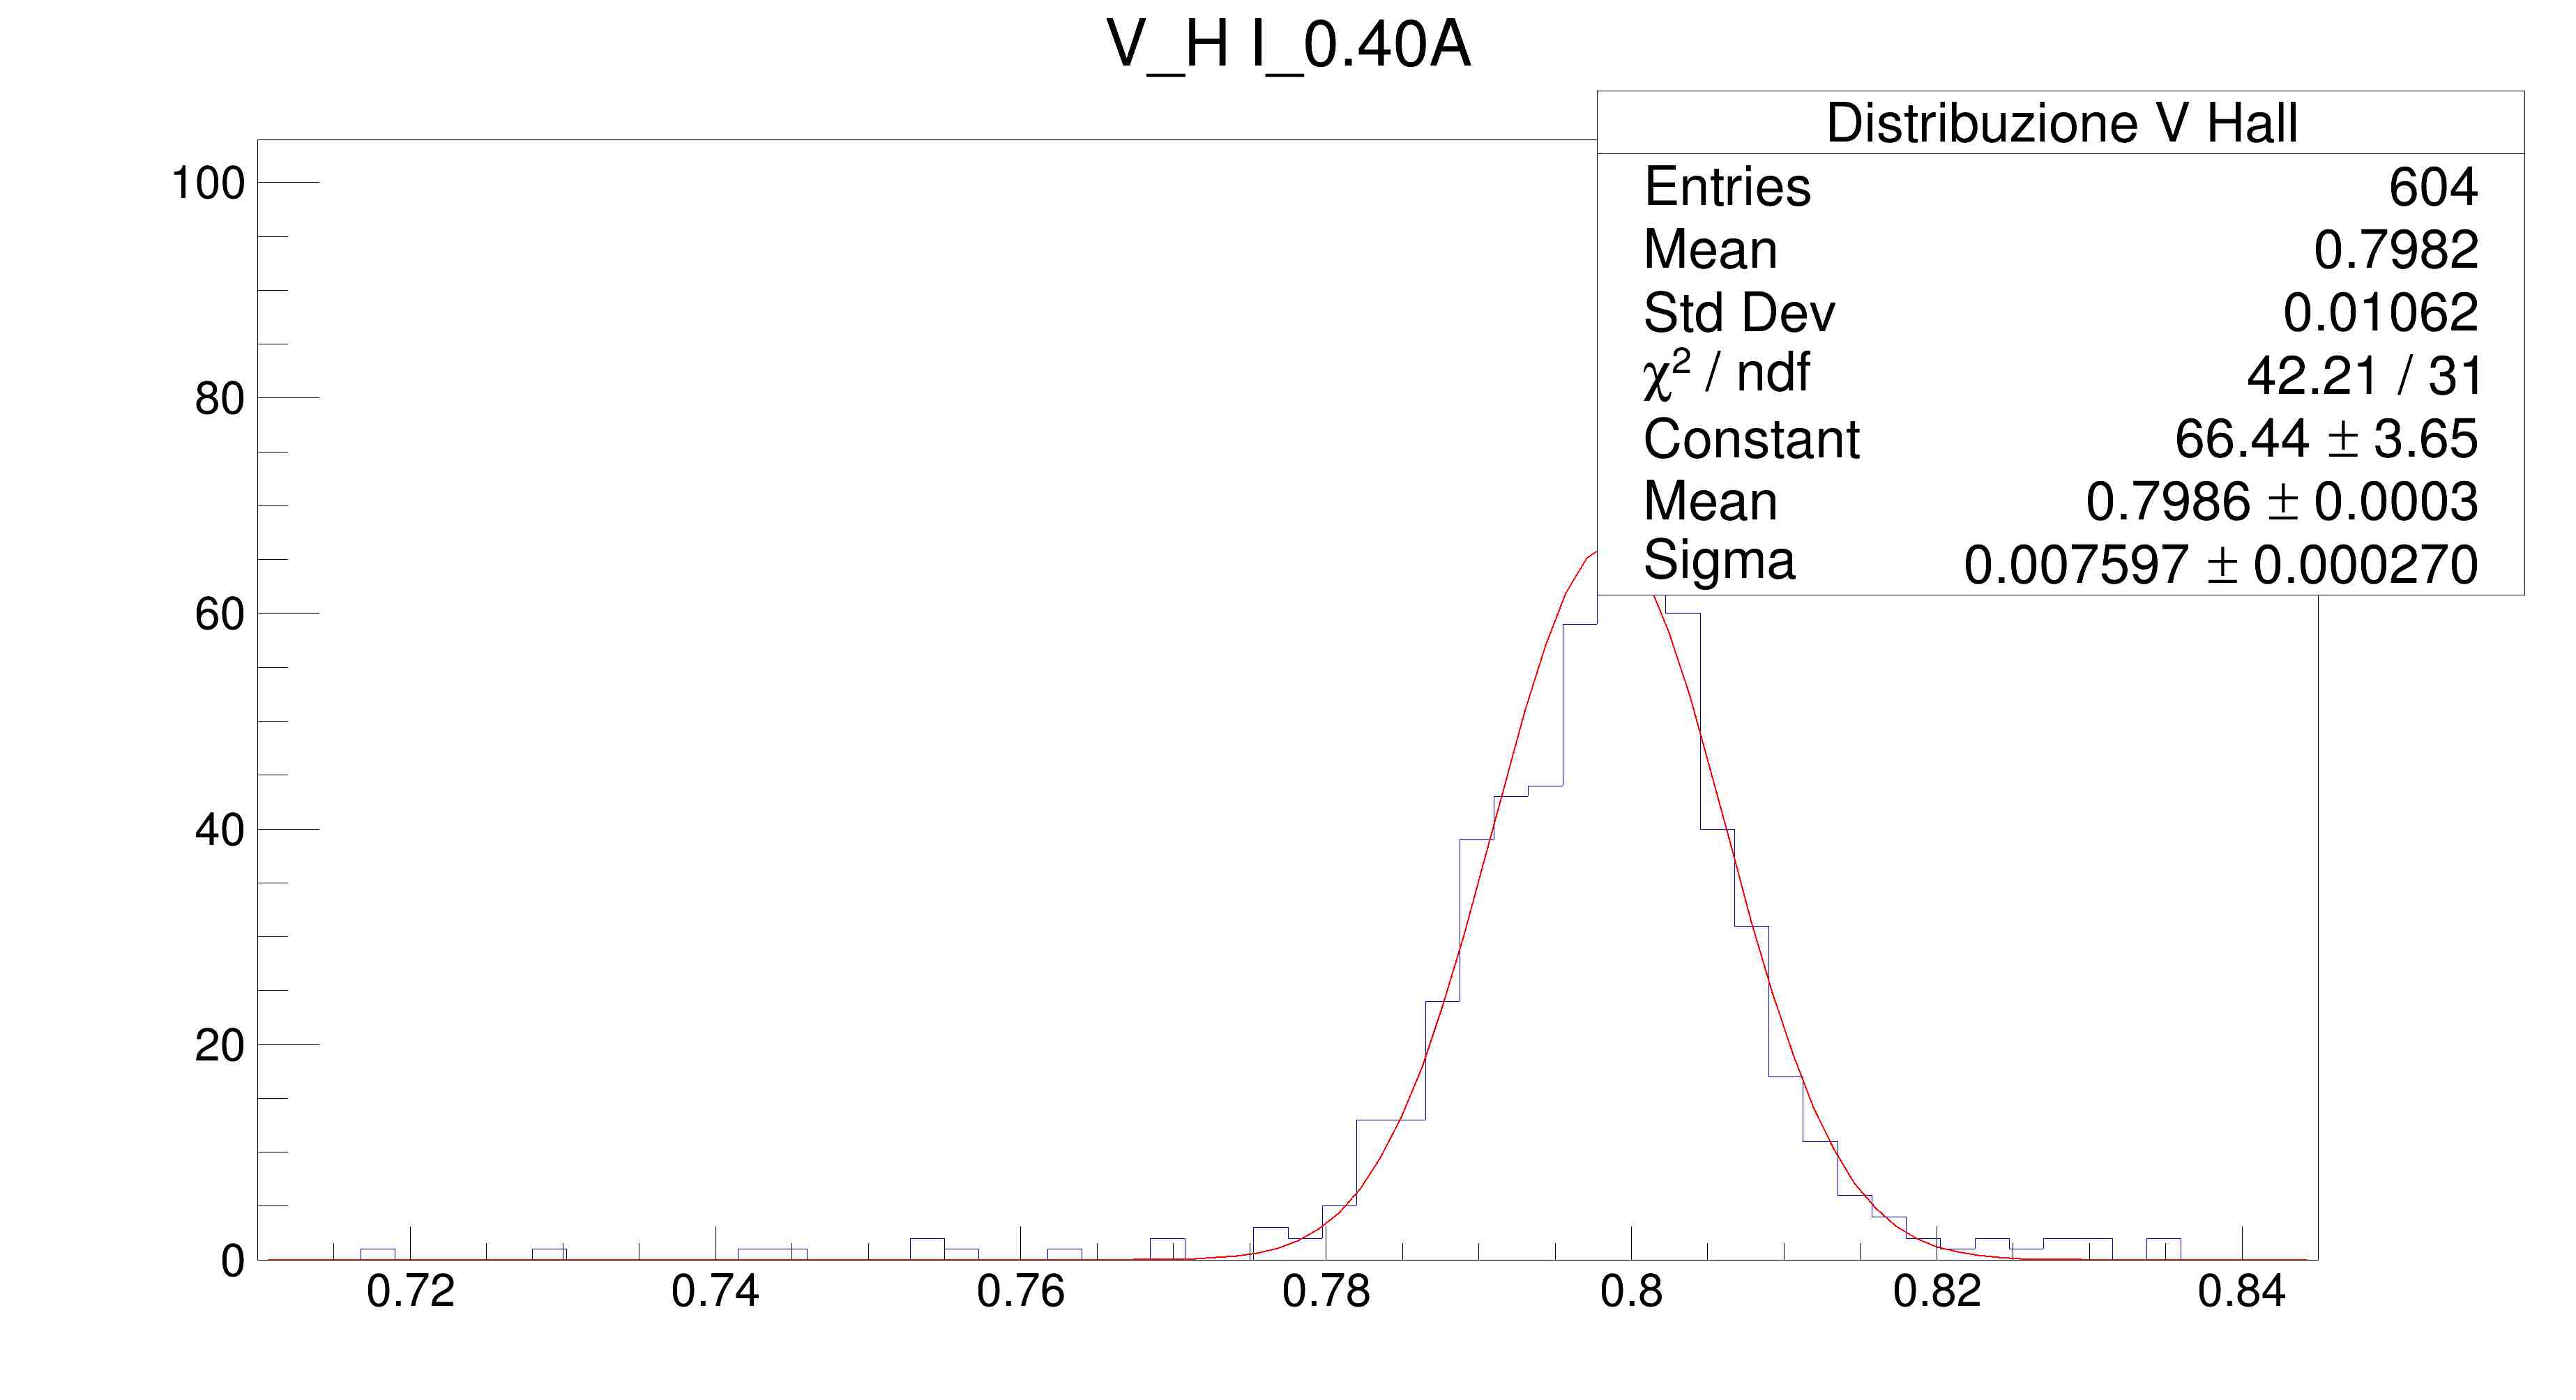 V_H I_0.40A
Distribuzione V Hall
Entries 604
Mean 0.7982
Std Dev 0.01062
χ² / ndf 42.21 / 31
Constant 66.44 ± 3.65
Mean 0.7986 ± 0.0003
Sigma 0.007597 ± 0.000270
100
80
60
40
20
0
0.72 0.74 0.76 0.78 0.8 0.82 0.84